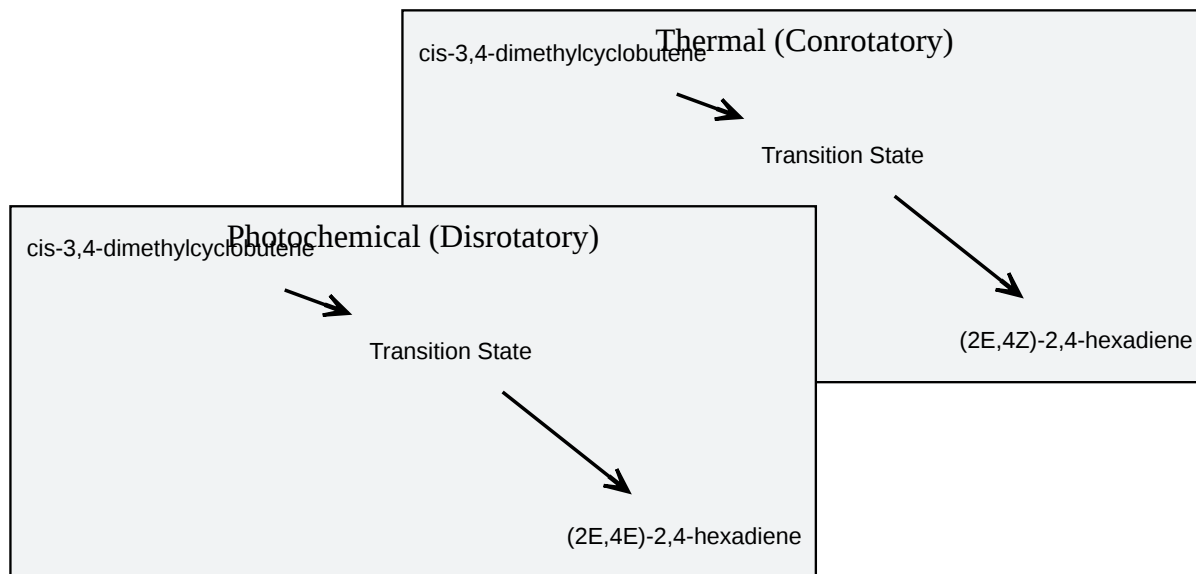 Thermal (Conrotatory)
cis-3,4-dimethylcyclobutene
Transition State
(2E,4Z)-2,4-hexadiene
Photochemical (Disrotatory)
cis-3,4-dimethylcyclobutene
Transition State
(2E,4E)-2,4-hexadiene